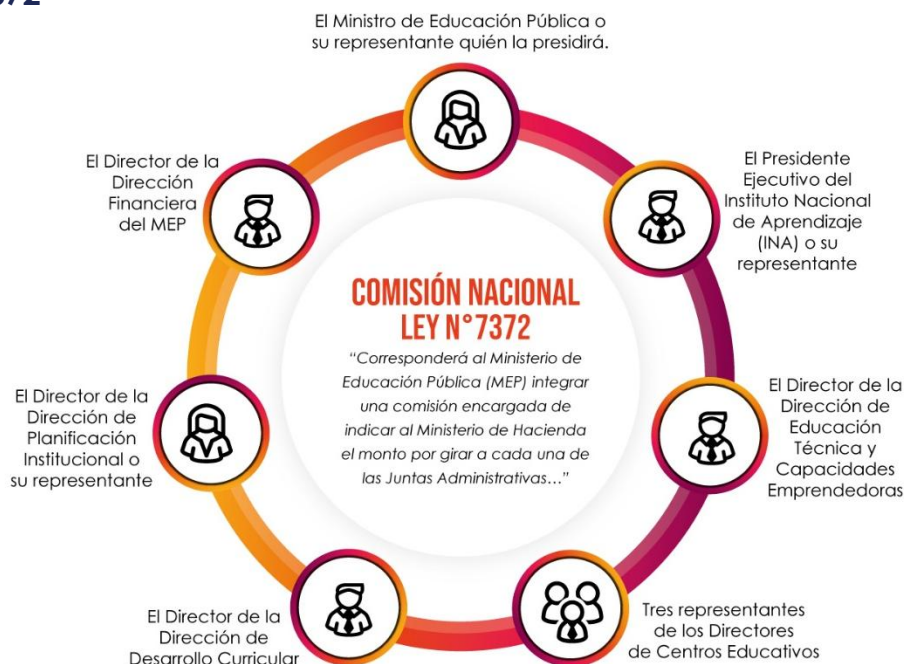 El Ministro de Educación Pública o
su representante quién la presidirá.
El Presidente
Ejecutivo del
Instituto Nacional
de Aprendizaje
(INA) o su
representante
El Director de la
Dirección de
Educación
Técnica y
Capacidades
Emprendedoras
Tres representantes
de los Directores
de Centros Educativos
El Director de la
Dirección de
Desarrollo Curricular
El Director de la
Dirección de
Planificación
Institucional o
su representante
El Director de la
Dirección
Financiera
del MEP
COMISIÓN NACIONAL
LEY N°7372
“Corresponderá al Ministerio de
Educación Pública (MEP) integrar
una comisión encargada de
indicar al Ministerio de Hacienda
el monto por girar a cada una de
las Juntas Administrativas…”